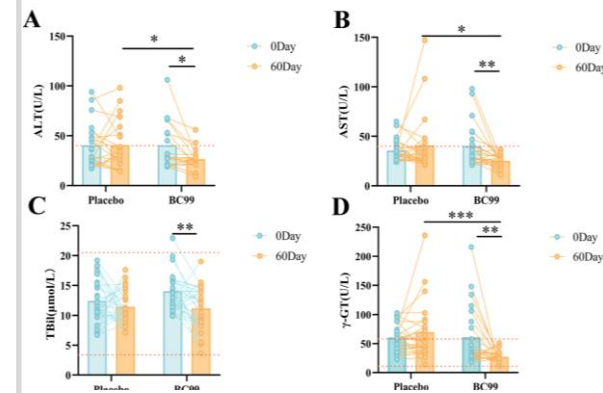 A
ALT(U/L)
150
100
50
0
Placebo
BC99
*
*
0Day
60Day
B
AST(U/L)
150
100
50
0
Placebo
BC99
*
**
0Day
60Day
C
TBil(μmol/L)
25
20
15
10
5
0
Placebo
BC99
**
0Day
60Day
D
γ-GT(U/L)
250
200
150
100
50
0
Placebo
BC99
***
**
0Day
60Day